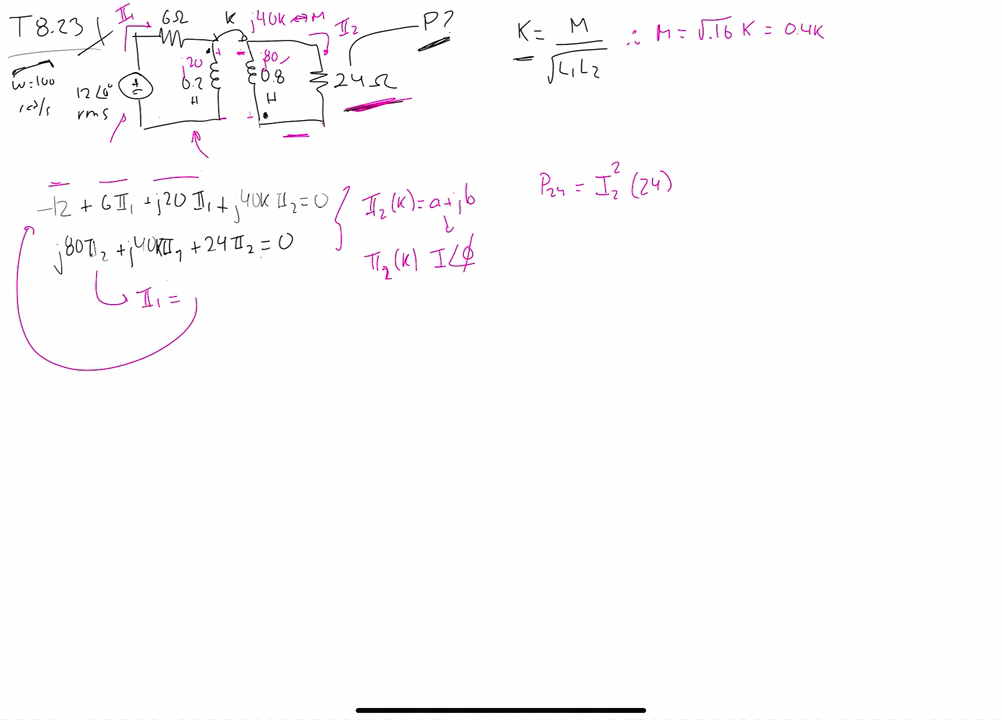 T8.23
ω=100
rad/s
12∠0°
rms
𝕀₁
6Ω
K
j40K ⇔ M
𝕀₂
P?
j20
0.2
H
j80
0.8
H
24Ω
+
-
-
+
K = M / √L₁L₂ ∴ M = √.16 K = 0.4K
-12 + 6𝕀₁ + j20 𝕀₁ + j40K 𝕀₂ = 0
j80𝕀₂ + j40K𝕀₁ + 24𝕀₂ = 0
𝕀₁ =
𝕀₂(K) = a+jb
𝕀₂(K) I∠ϕ
P₂₄ = I₂² (24)